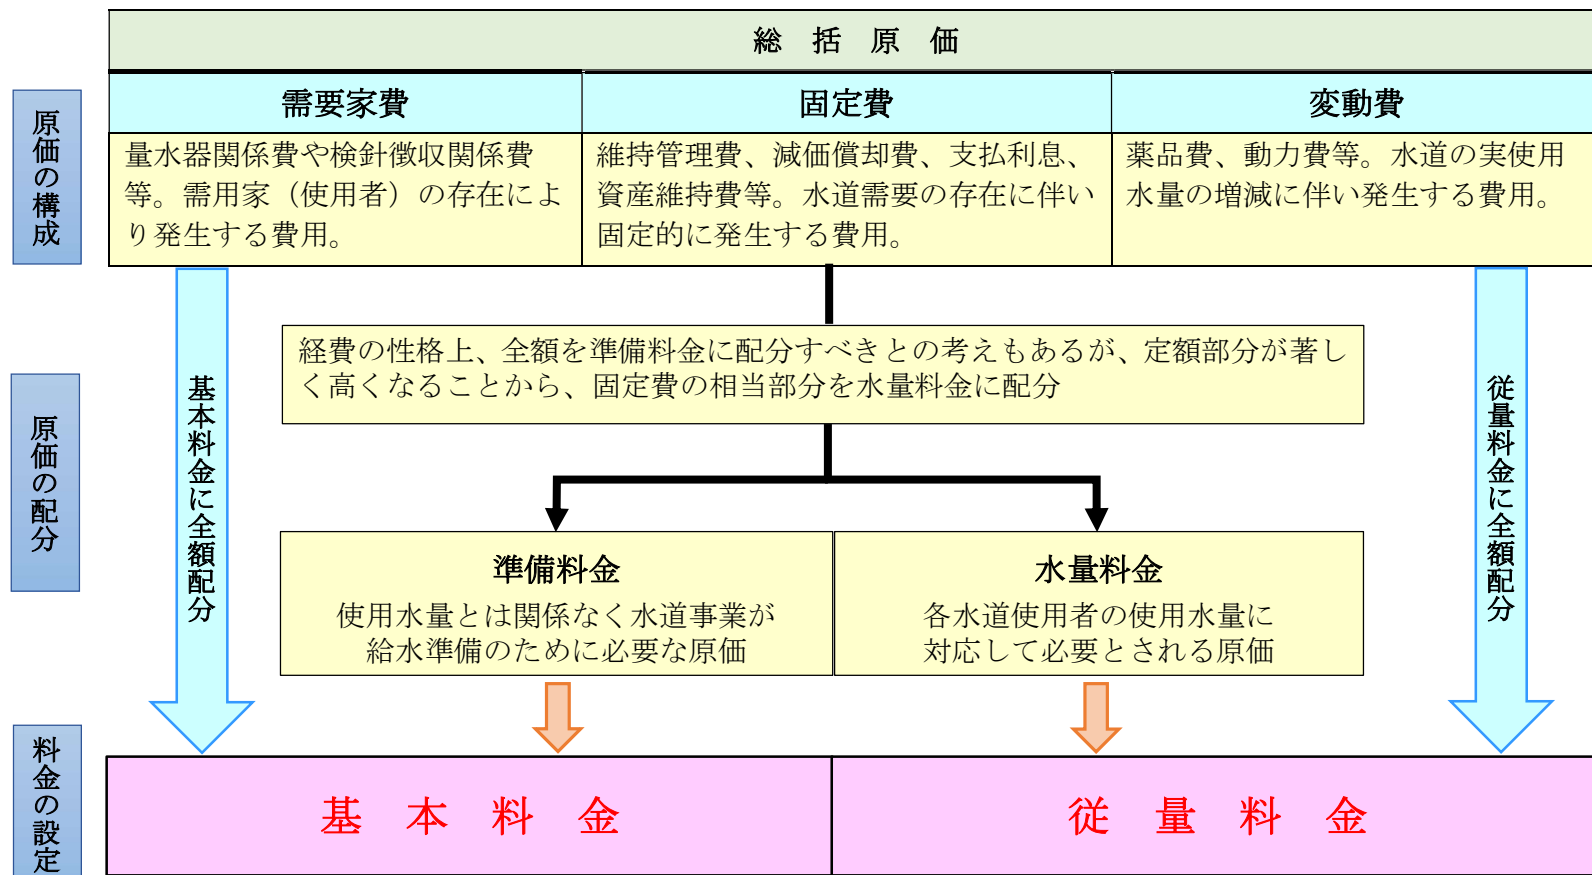 総括原価
原価の構成
需要家費
固定費
変動費
量水器関係費や検針徴収関係費
等。需用家（使用者）の存在によ
り発生する費用。
維持管理費、減価償却費、支払利息、
資産維持費等。水道需要の存在に伴い
固定的に発生する費用。
薬品費、動力費等。水道の実使用
水量の増減に伴い発生する費用。
原価の配分
基本料金に全額配分
経費の性格上、全額を準備料金に配分すべきとの考えもあるが、定額部分が著し
く高くなることから、固定費の相当部分を水量料金に配分
従量料金に全額配分
準備料金
使用水量とは関係なく水道事業が
給水準備のために必要な原価
水量料金
各水道使用者の使用水量に
対応して必要とされる原価
料金の設定
基本料金
従量料金